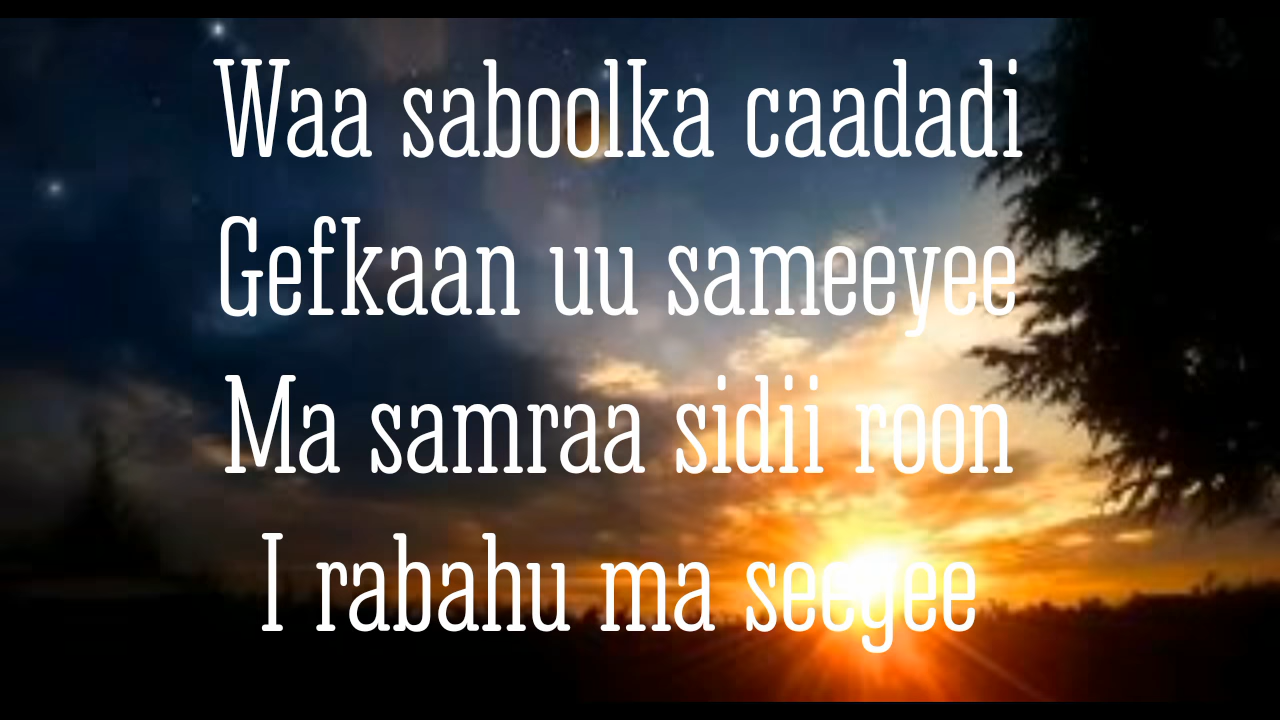 Waa saboolka caadadi
Gefkaan uu sameeyee
Ma samraa sidii roon
I rabahu ma seegee